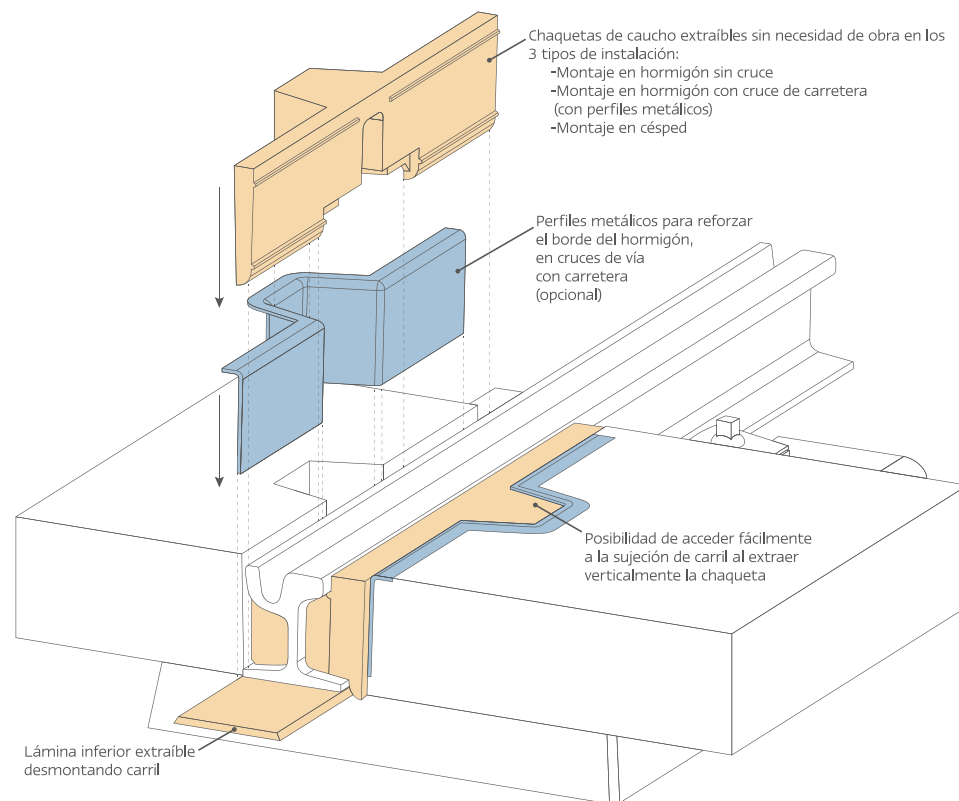 Chaquetas de caucho extraíbles sin necesidad de obra en los
3 tipos de instalación:
-Montaje en hormigón sin cruce
-Montaje en hormigón con cruce de carretera
(con perfiles metálicos)
-Montaje en césped
Perfiles metálicos para reforzar
el borde del hormigón,
en cruces de vía
con carretera
(opcional)
Posibilidad de acceder fácilmente
a la sujeción de carril al extraer
verticalmente la chaqueta
Lámina inferior extraíble
desmontando carril